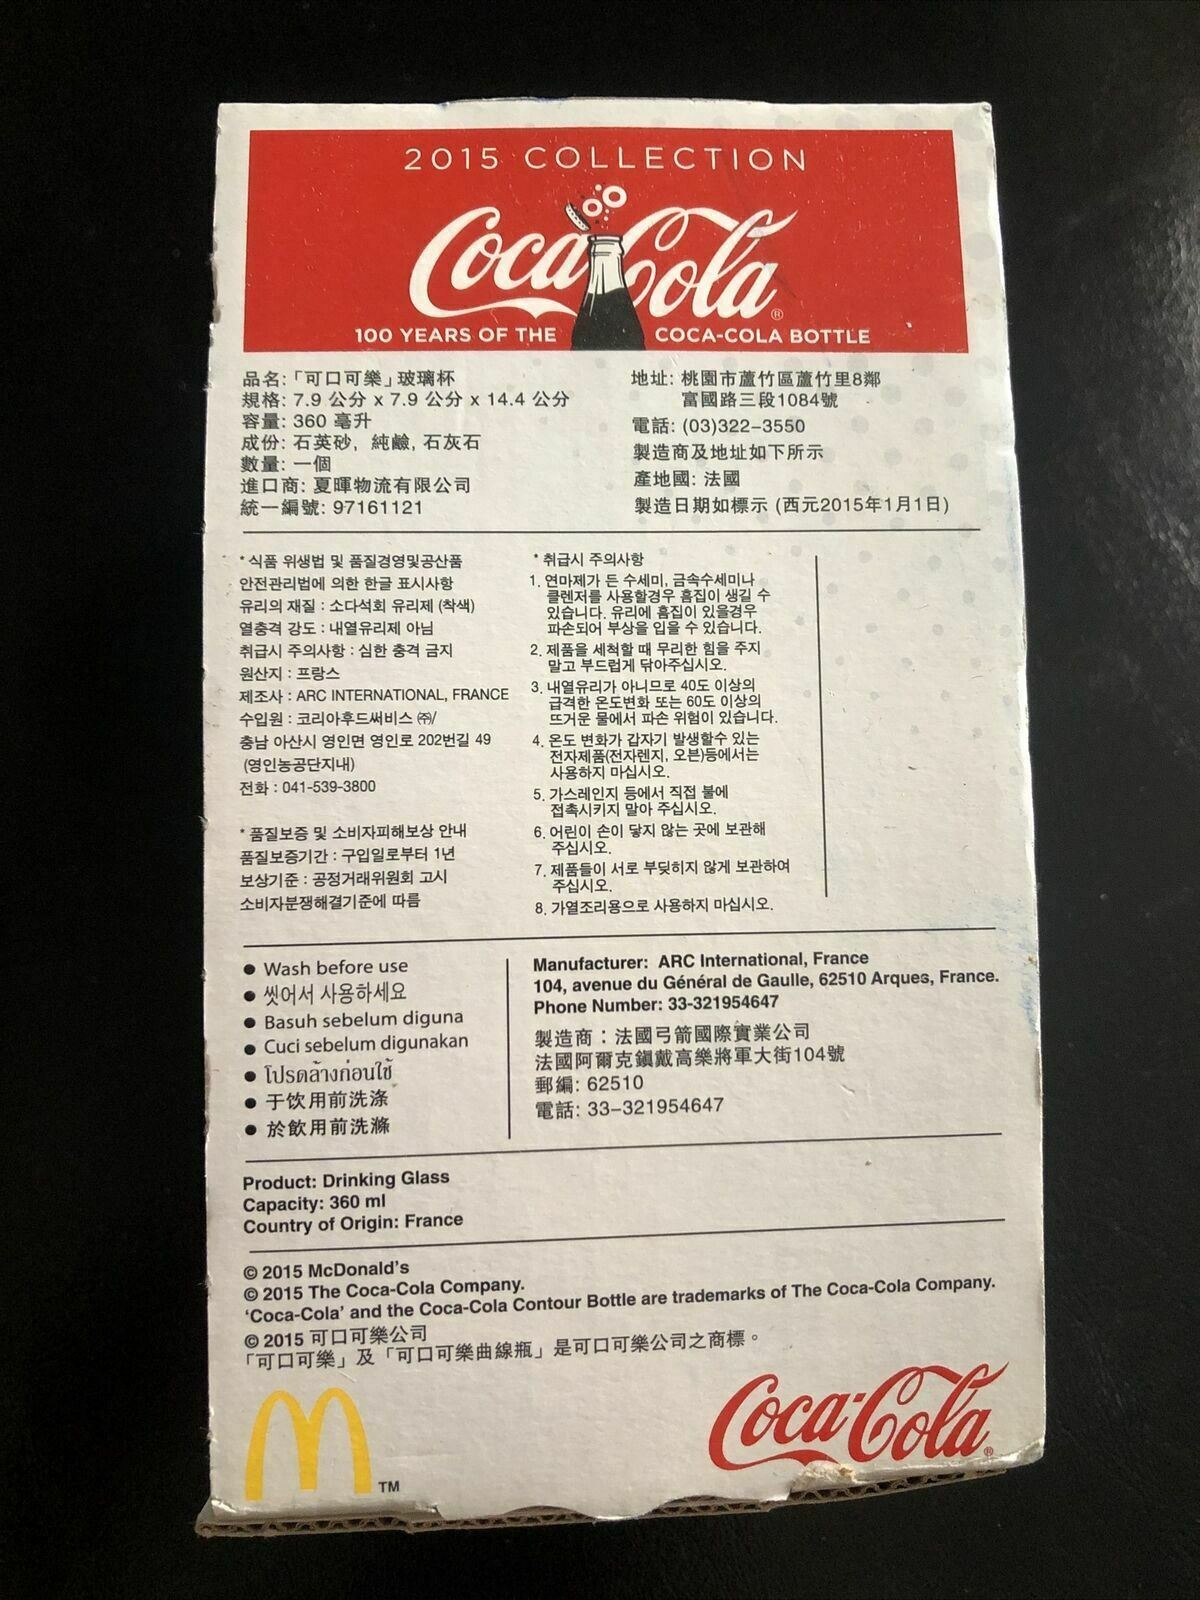 2015 COLLECTION
Coca-Cola®
100 YEARS OF THE COCA-COLA BOTTLE
品名:「可口可樂」玻璃杯
規格: 7.9 公分 x 7.9 公分 x 14.4 公分
容量: 360 毫升
成份: 石英砂, 純鹼, 石灰石
數量: 一個
進口商: 夏暉物流有限公司
統一編號: 97161121
地址: 桃園市蘆竹區蘆竹里8鄰
富國路三段1084號
電話: (03)322-3550
製造商及地址如下所示
產地國: 法國
製造日期如標示 (西元2015年1月1日)
* 식품 위생법 및 품질경영및공산품
안전관리법에 의한 한글 표시사항
유리의 재질 : 소다석회 유리제 (착색)
열충격 강도 : 내열유리제 아님
취급시 주의사항 : 심한 충격 금지
원산지 : 프랑스
제조사 : ARC INTERNATIONAL, FRANCE
수입원 : 코리아후드써비스 ㈜/
충남 아산시 영인면 영인로 202번길 49
(영인농공단지내)
전화 : 041-539-3800
* 품질보증 및 소비자피해보상 안내
품질보증기간 : 구입일로부터 1년
보상기준 : 공정거래위원회 고시
소비자분쟁해결기준에 따름
* 취급시 주의사항
1. 연마제가 든 수세미, 금속수세미나
클렌저를 사용할경우 흠집이 생길 수
있습니다. 유리에 흠집이 있을경우
파손되어 부상을 입을 수 있습니다.
2. 제품을 세척할 때 무리한 힘을 주지
말고 부드럽게 닦아주십시오.
3. 내열유리가 아니므로 40도 이상의
급격한 온도변화 또는 60도 이상의
뜨거운 물에서 파손 위험이 있습니다.
4. 온도 변화가 갑자기 발생할수 있는
전자제품(전자렌지, 오븐)등에서는
사용하지 마십시오.
5. 가스레인지 등에서 직접 불에
접촉시키지 말아 주십시오.
6. 어린이 손이 닿지 않는 곳에 보관해
주십시오.
7. 제품들이 서로 부딪히지 않게 보관하여
주십시오.
8. 가열조리용으로 사용하지 마십시오.
● Wash before use
● 씻어서 사용하세요
● Basuh sebelum diguna
● Cuci sebelum digunakan
● โปรดล้างก่อนใช้
● 于饮用前洗涤
● 於飲用前洗滌
Manufacturer: ARC International, France
104, avenue du Général de Gaulle, 62510 Arques, France.
Phone Number: 33-321954647
製造商：法國弓箭國際實業公司
法國阿爾克鎮戴高樂將軍大街104號
郵編: 62510
電話: 33-321954647
Product: Drinking Glass
Capacity: 360 ml
Country of Origin: France
© 2015 McDonald's
© 2015 The Coca-Cola Company.
‘Coca-Cola’ and the Coca-Cola Contour Bottle are trademarks of The Coca-Cola Company.
© 2015 可口可樂公司
「可口可樂」及「可口可樂曲線瓶」是可口可樂公司之商標。
M TM
Coca-Cola®